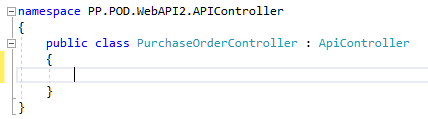 namespace PP.POD.WebAPI2.APIController
{
    public class PurchaseOrderController : ApiController
    {

    }
}